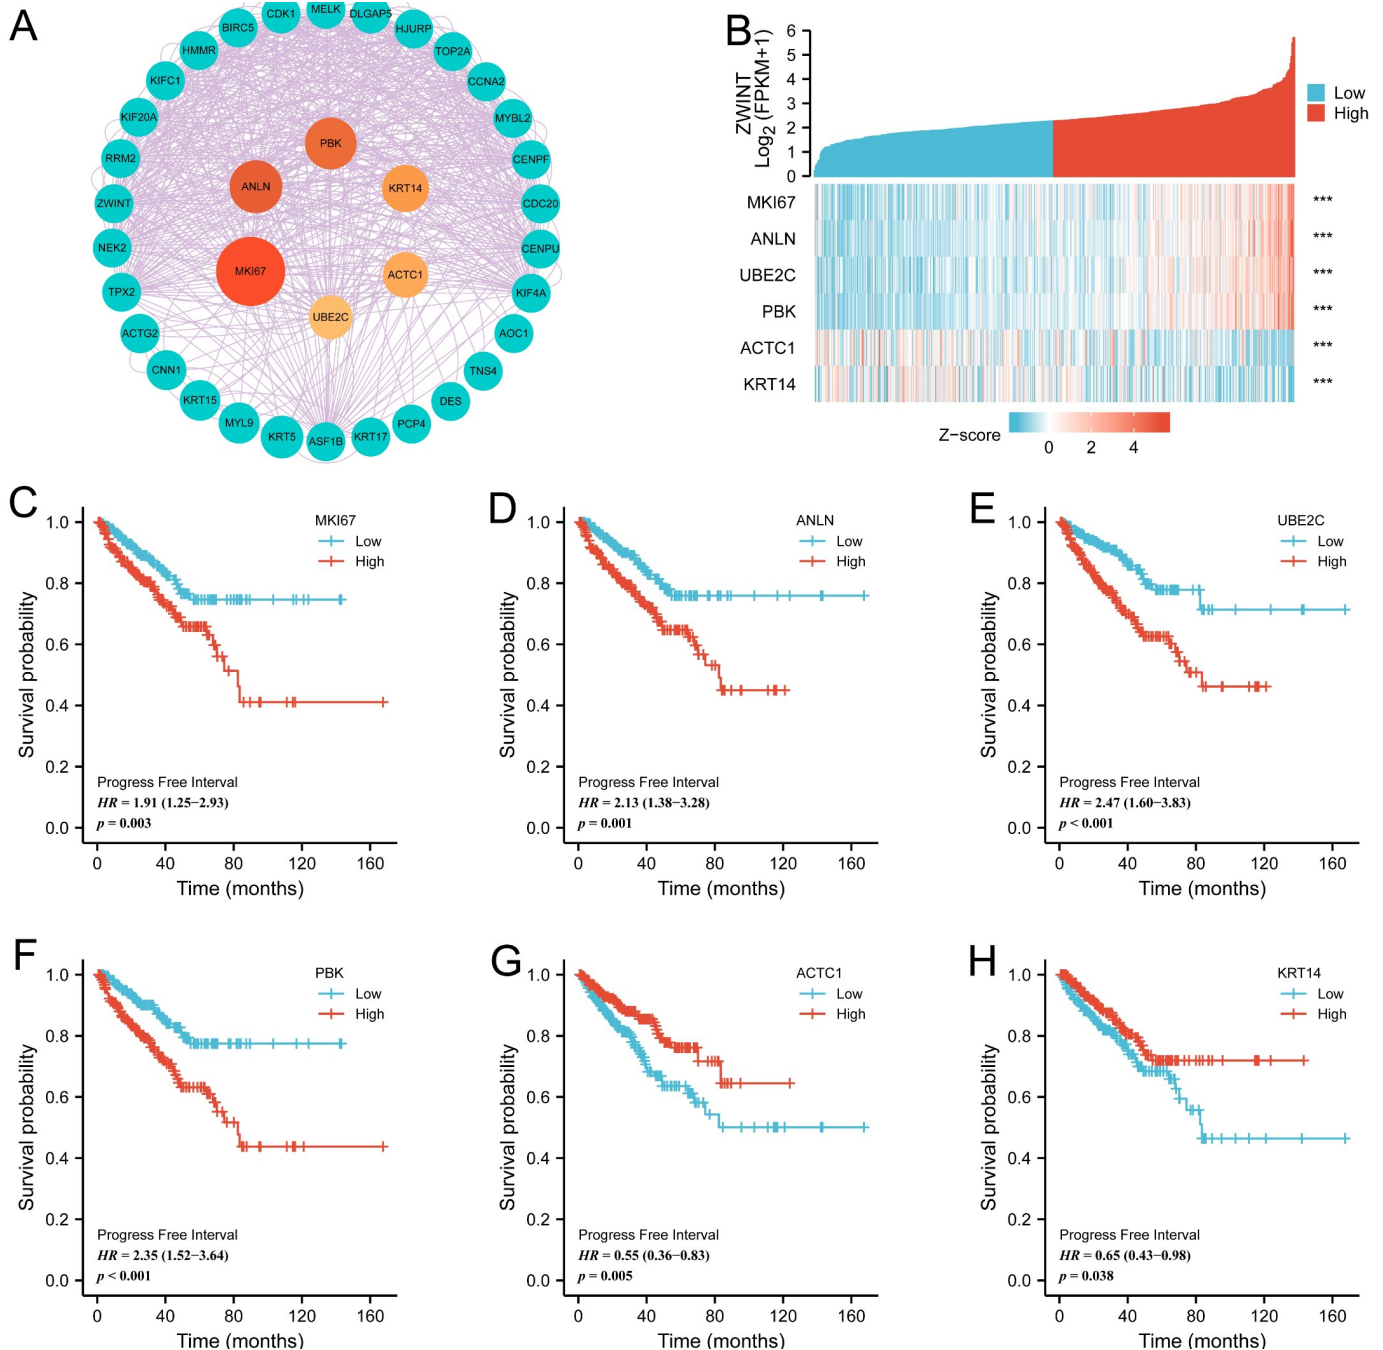 A
MELK
CDK1
DLGAP5
BIRC5
HJURP
HMMR
TOP2A
KIFC1
CCNA2
KIF20A
MYBL2
RRM2
CENPF
ZWINT
CDC20
NEK2
CENPU
TPX2
KIF4A
ACTG2
AOC1
CNN1
TNS4
KRT15
DES
MYL9
PCP4
KRT5
ASF1B
KRT17
PBK
ANLN
KRT14
MKI67
ACTC1
UBE2C
B
ZWINT
Log2 (FPKM+1)
6
5
4
3
2
1
0
Low
High
MKI67 ***
ANLN ***
UBE2C ***
PBK ***
ACTC1 ***
KRT14 ***
Z−score
0 2 4
C
MKI67
Low
High
Survival probability
1.0
0.8
0.6
0.4
0.2
0.0
Progress Free Interval
HR = 1.91 (1.25−2.93)
p = 0.003
0 40 80 120 160
Time (months)
D
ANLN
Low
High
Survival probability
1.0
0.8
0.6
0.4
0.2
0.0
Progress Free Interval
HR = 2.13 (1.38−3.28)
p = 0.001
0 40 80 120 160
Time (months)
E
UBE2C
Low
High
Survival probability
1.0
0.8
0.6
0.4
0.2
0.0
Progress Free Interval
HR = 2.47 (1.60−3.83)
p < 0.001
0 40 80 120 160
Time (months)
F
PBK
Low
High
Survival probability
1.0
0.8
0.6
0.4
0.2
0.0
Progress Free Interval
HR = 2.35 (1.52−3.64)
p < 0.001
0 40 80 120 160
Time (months)
G
ACTC1
Low
High
Survival probability
1.0
0.8
0.6
0.4
0.2
0.0
Progress Free Interval
HR = 0.55 (0.36−0.83)
p = 0.005
0 40 80 120 160
Time (months)
H
KRT14
Low
High
Survival probability
1.0
0.8
0.6
0.4
0.2
0.0
Progress Free Interval
HR = 0.65 (0.43−0.98)
p = 0.038
0 40 80 120 160
Time (months)